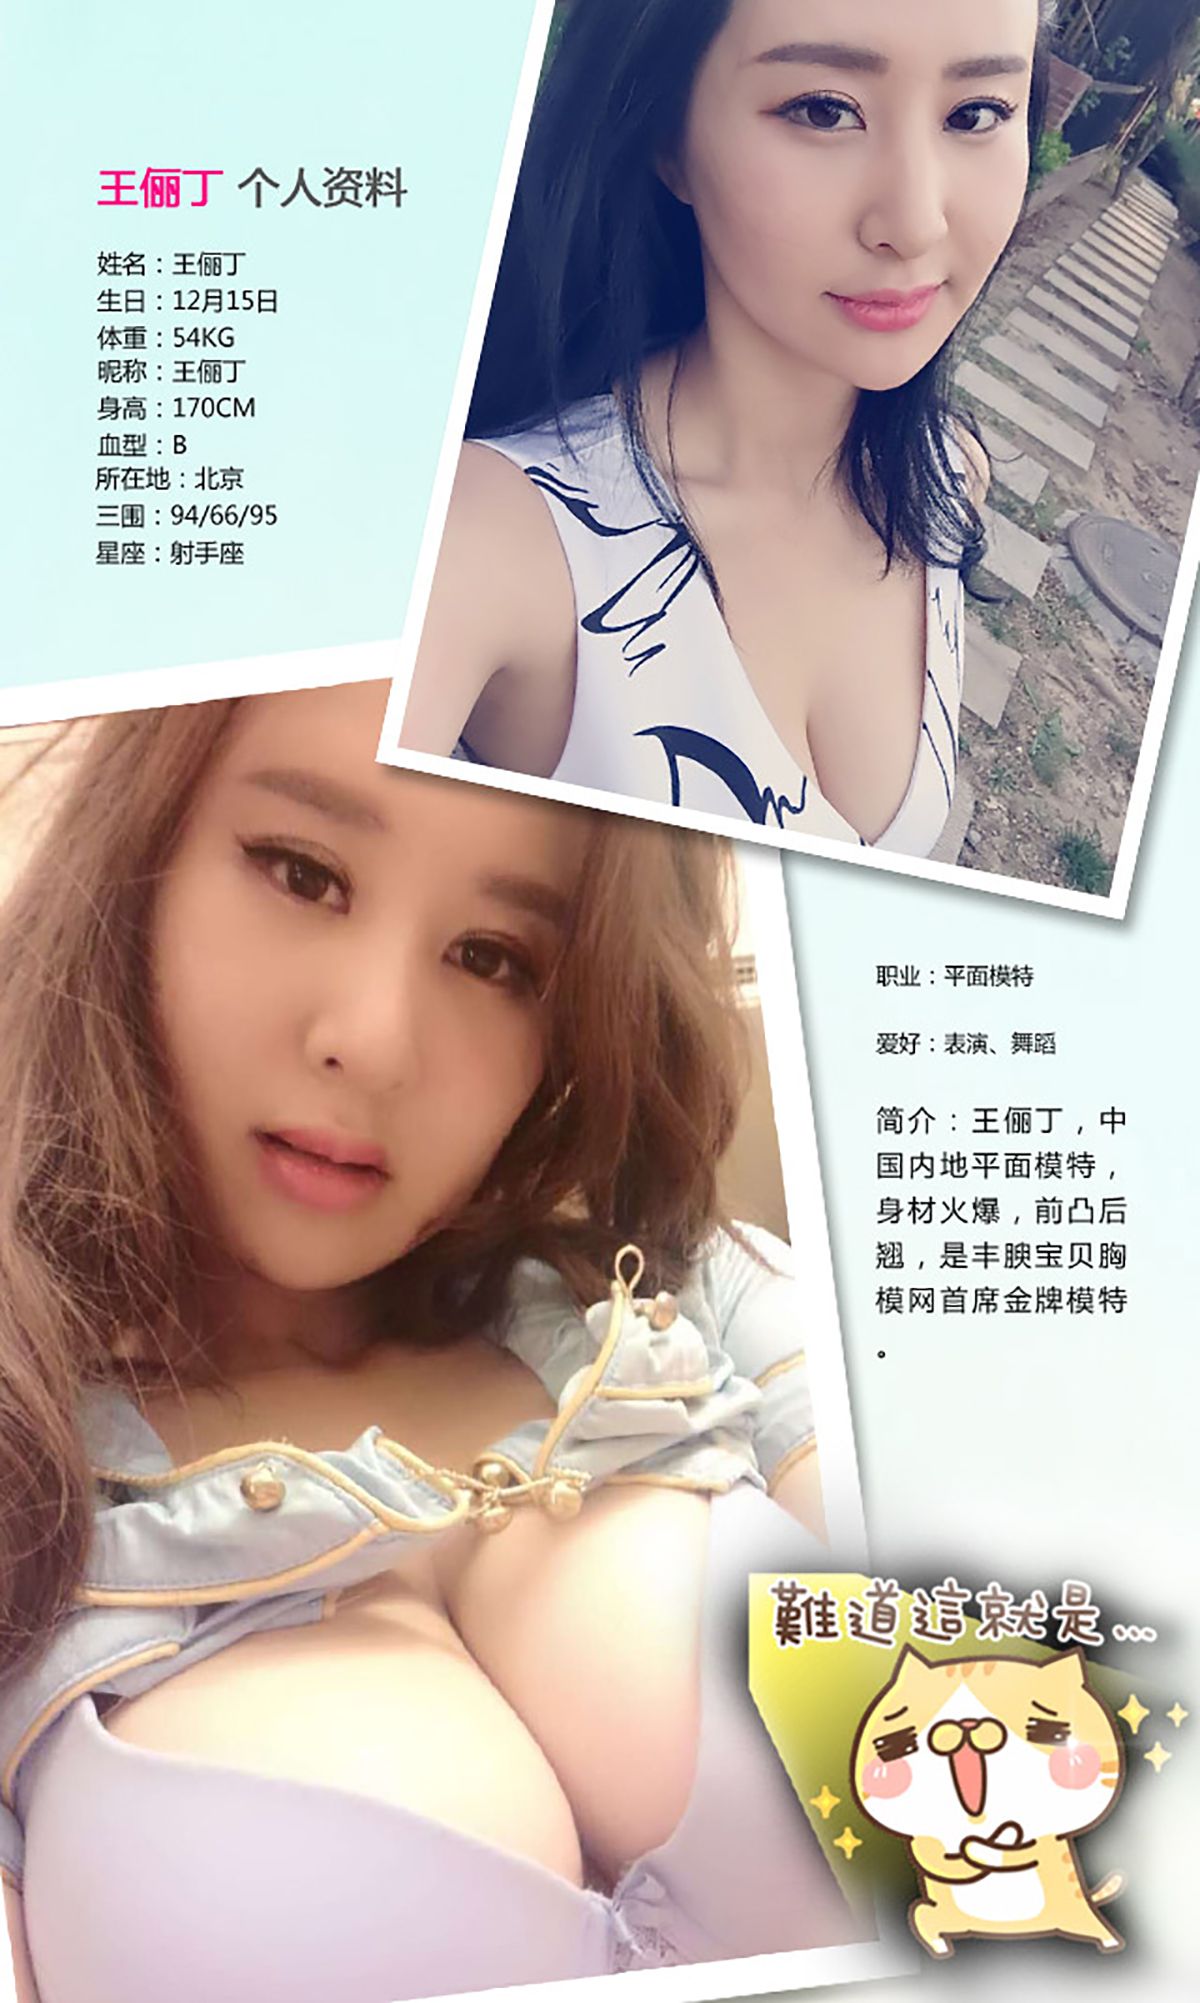 王俪丁 个人资料
姓名：王俪丁
生日：12月15日
体重：54KG
昵称：王俪丁
身高：170CM
血型：B
所在地：北京
三围：94/66/95
星座：射手座
职业：平面模特
爱好：表演、舞蹈
简介：王俪丁，中
国内地平面模特，
身材火爆，前凸后
翘，是丰腴宝贝胸
模网首席金牌模特
。
難道這就是...